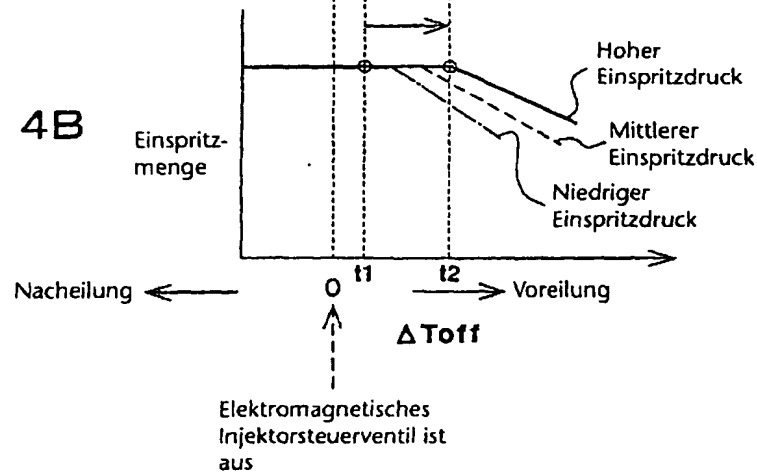 Hoher
Einspritzdruck
4B
Einspritz-
menge
Mittlerer
Einspritzdruck
Niedriger
Einspritzdruck
t1
t2
Nacheilung
0
Voreilung
ΔToff
Elektromagnetisches
Injektorsteuerventil ist
aus